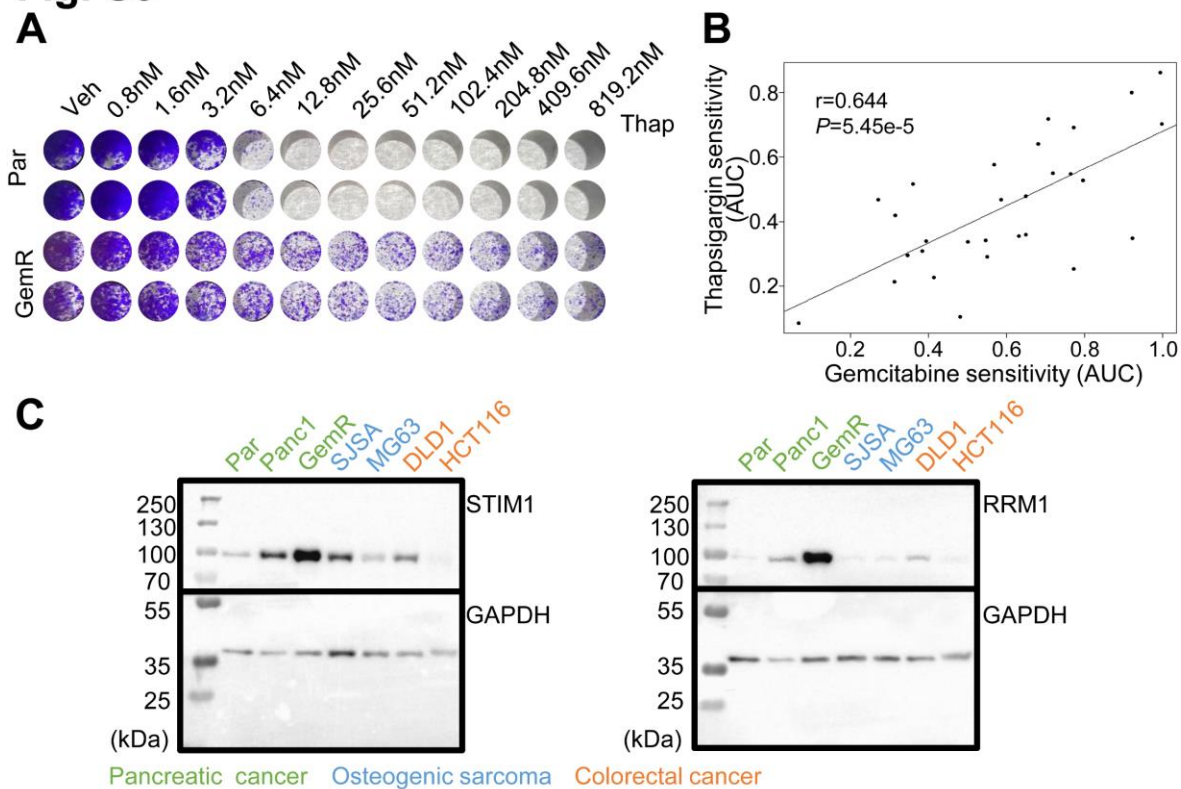 A
Veh 0.8nM 1.6nM 3.2nM 6.4nM 12.8nM 25.6nM 51.2nM 102.4nM 204.8nM 409.6nM 819.2nM
Thap
Par
GemR
B
r=0.644
P=5.45e-5
Thapsigargin sensitivity
(AUC)
0.8
0.6
0.4
0.2
0.2 0.4 0.6 0.8 1.0
Gemcitabine sensitivity (AUC)
C
Par Panc1 GemR SJSA MG63 DLD1 HCT116
250
130
100
70
55
35
25
(kDa)
STIM1
GAPDH
Par Panc1 GemR SJSA MG63 DLD1 HCT116
250
130
100
70
55
35
25
(kDa)
RRM1
GAPDH
Pancreatic cancer Osteogenic sarcoma Colorectal cancer